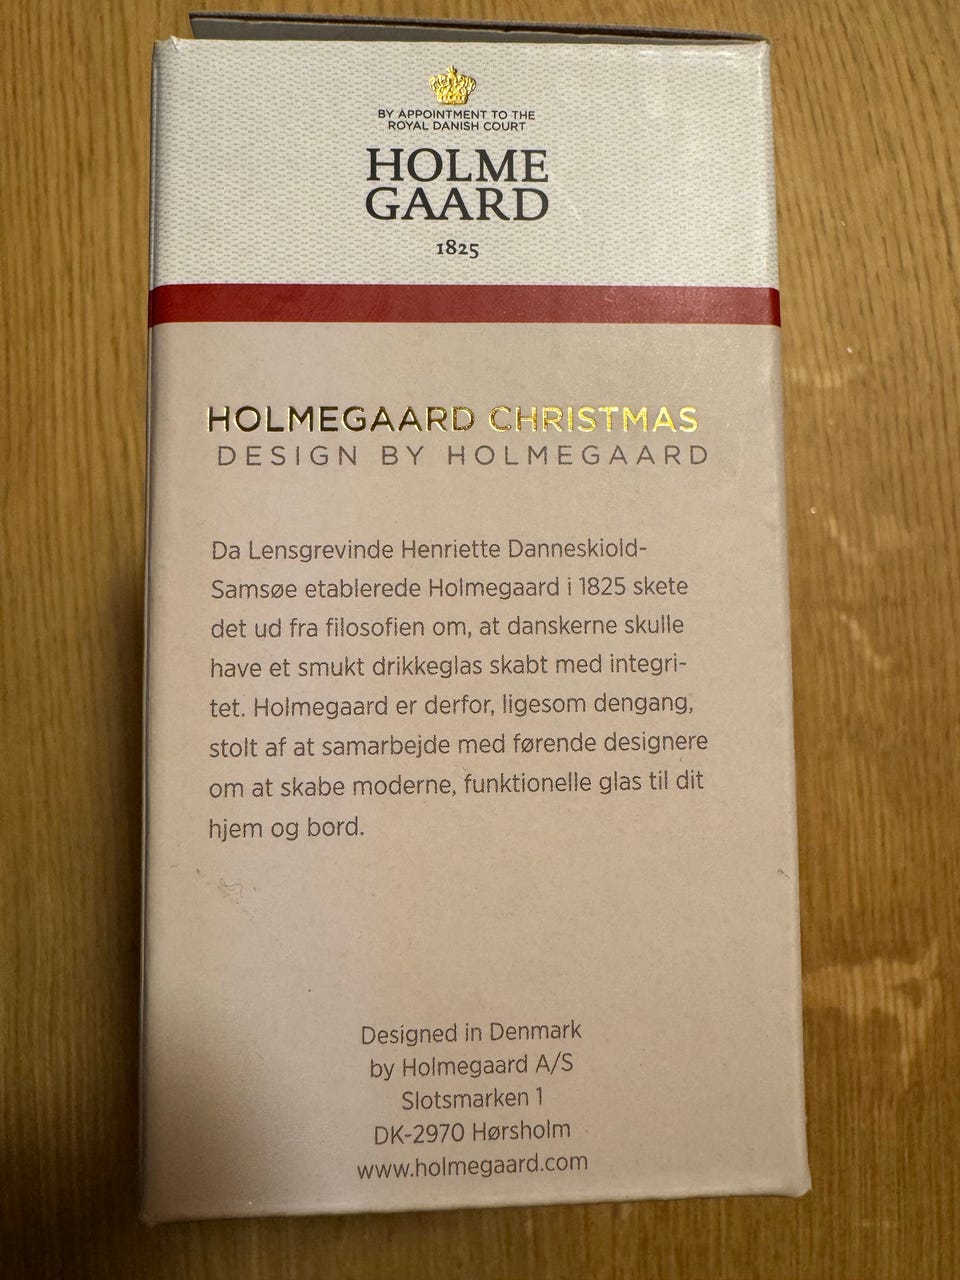 BY APPOINTMENT TO THE
ROYAL DANISH COURT
HOLME
GAARD
1825
HOLMEGAARD CHRISTMAS
DESIGN BY HOLMEGAARD
Da Lensgrevinde Henriette Danneskiold-
Samsøe etablerede Holmegaard i 1825 skete
det ud fra filosofien om, at danskerne skulle
have et smukt drikkeglas skabt med integri-
tet. Holmegaard er derfor, ligesom dengang,
stolt af at samarbejde med førende designere
om at skabe moderne, funktionelle glas til dit
hjem og bord.
Designed in Denmark
by Holmegaard A/S
Slotsmarken 1
DK-2970 Hørsholm
www.holmegaard.com